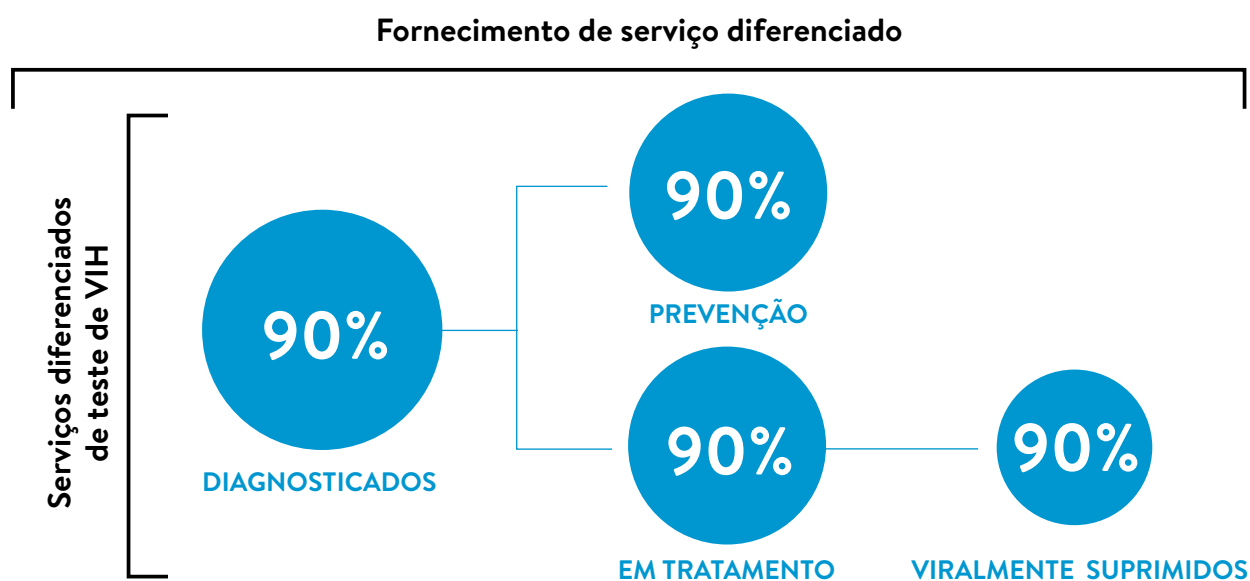 Fornecimento de serviço diferenciado
Serviços diferenciados
de teste de VIH
90%
DIAGNOSTICADOS
90%
PREVENÇÃO
90%
EM TRATAMENTO
90%
VIRALMENTE SUPRIMIDOS